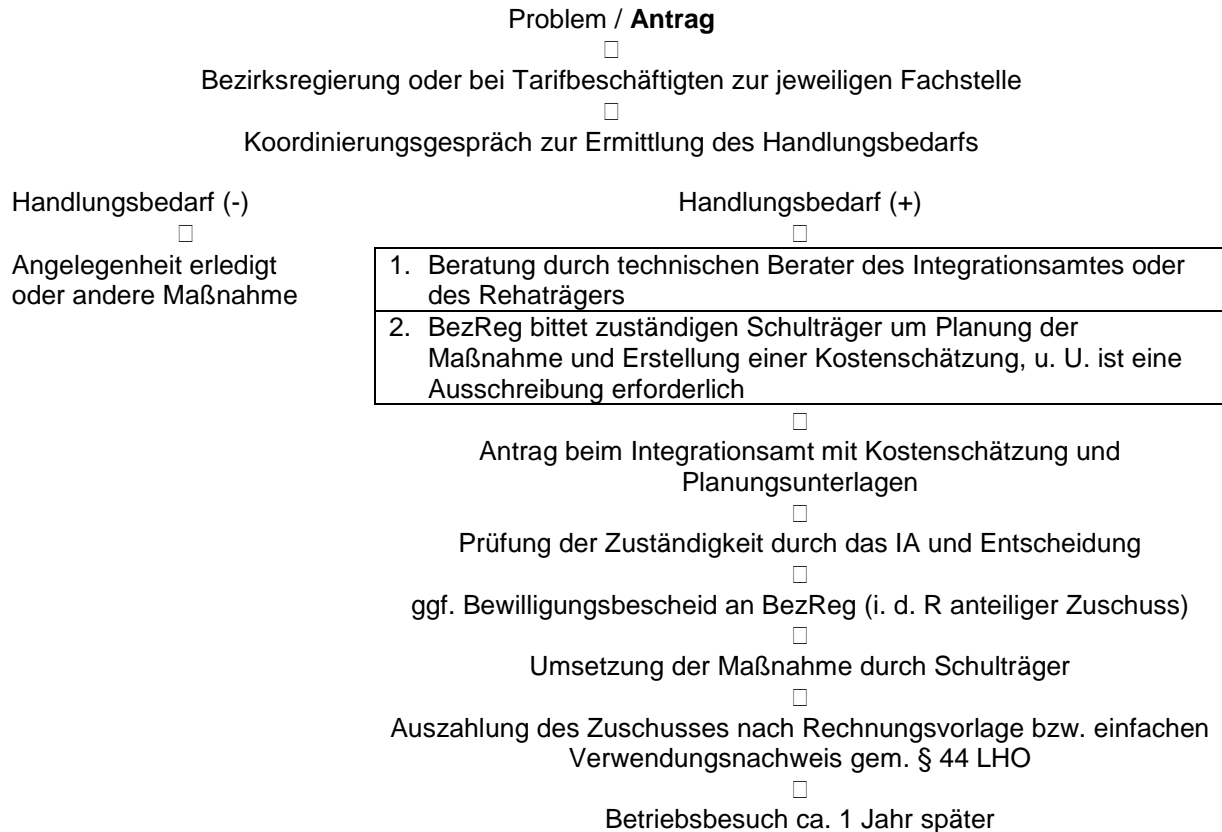 Problem / Antrag
Bezirksregierung oder bei Tarifbeschäftigten zur jeweiligen Fachstelle
Koordinierungsgespräch zur Ermittlung des Handlungsbedarfs
Handlungsbedarf (-)
Angelegenheit erledigt
oder andere Maßnahme
Handlungsbedarf (+)
1. Beratung durch technischen Berater des Integrationsamtes oder
des Rehaträgers
2. BezReg bittet zuständigen Schulträger um Planung der
Maßnahme und Erstellung einer Kostenschätzung, u. U. ist eine
Ausschreibung erforderlich
Antrag beim Integrationsamt mit Kostenschätzung und
Planungsunterlagen
Prüfung der Zuständigkeit durch das IA und Entscheidung
ggf. Bewilligungsbescheid an BezReg (i. d. R anteiliger Zuschuss)
Umsetzung der Maßnahme durch Schulträger
Auszahlung des Zuschusses nach Rechnungsvorlage bzw. einfachen
Verwendungsnachweis gem. § 44 LHO
Betriebsbesuch ca. 1 Jahr später